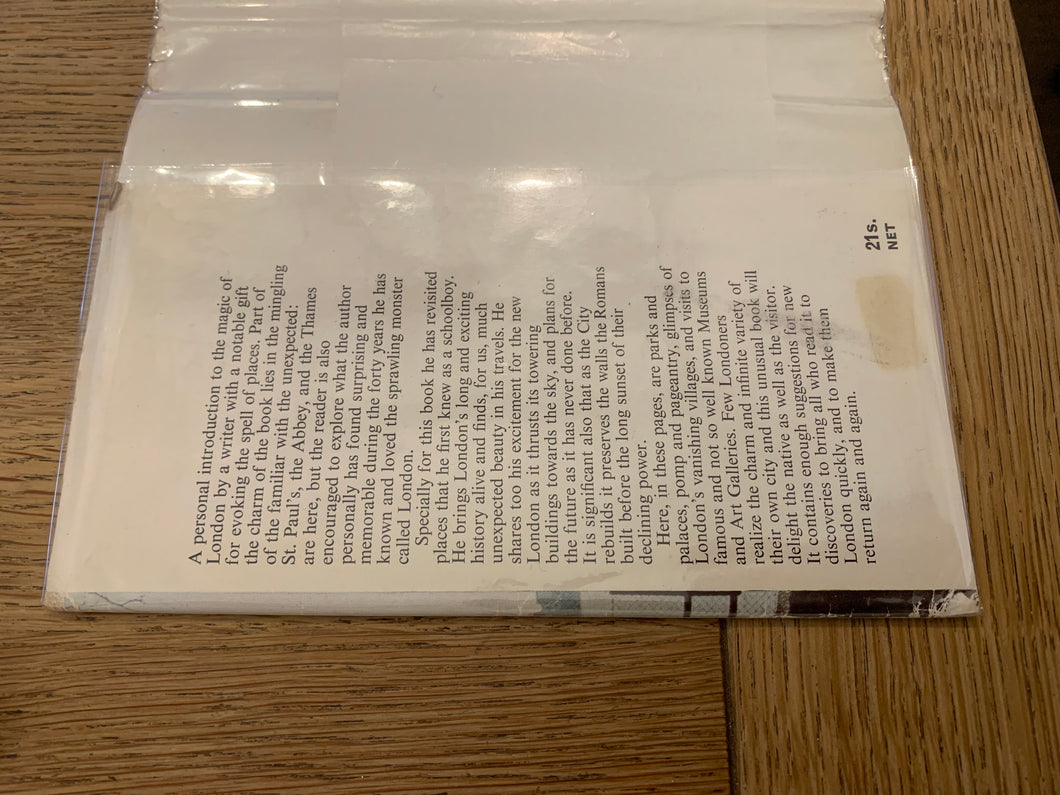 A personal introduction to the magic of
London by a writer with a notable gift
for evoking the spell of places. Part of
the charm of the book lies in the mingling
of the familiar with the unexpected:
St. Paul's, the Abbey, and the Thames
are here, but the reader is also
encouraged to explore what the author
personally has found surprising and
memorable during the forty years he has
known and loved the sprawling monster
called London.
Specially for this book he has revisited
places that he first knew as a schoolboy.
He brings London's long and exciting
history alive and finds, for us, much
unexpected beauty in his travels. He
shares too his excitement for the new
London as it thrusts its towering
buildings towards the sky, and plans for
the future as it has never done before.
It is significant also that as the City
rebuilds it preserves the walls the Romans
built before the long sunset of their
declining power.
Here, in these pages, are parks and
palaces, pomp and pageantry, glimpses of
London's vanishing villages, and visits to
famous and not so well known Museums
and Art Galleries. Few Londoners
realize the charm and infinite variety of
their own city and this unusual book will
delight the native as well as the visitor.
It contains enough suggestions for new
discoveries to bring all who read it to
London quickly, and to make them
return again and again.
21s.
NET